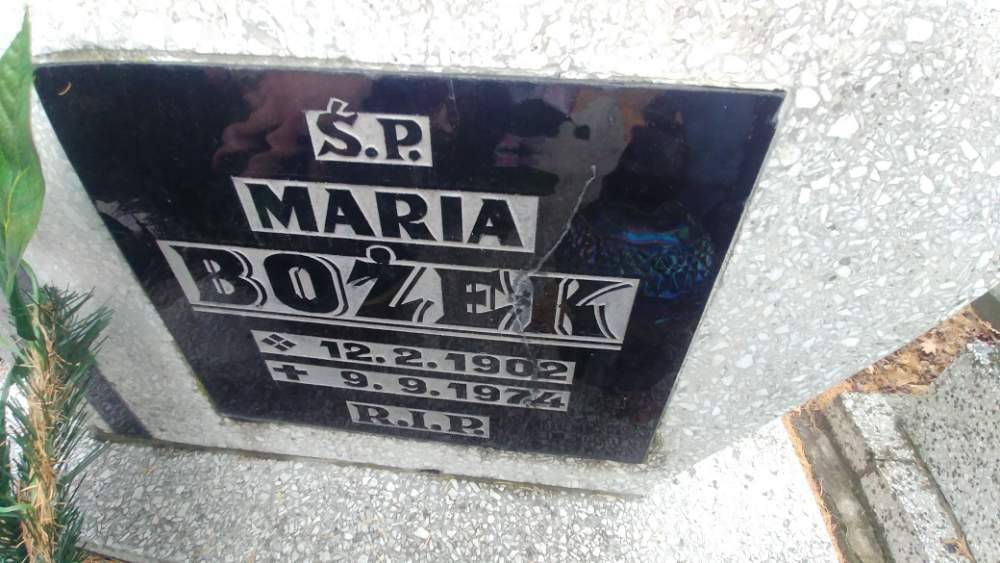 Ś.P.
MARIA
BOŻEK
12.2.1902
9.9.1974
R.I.P.